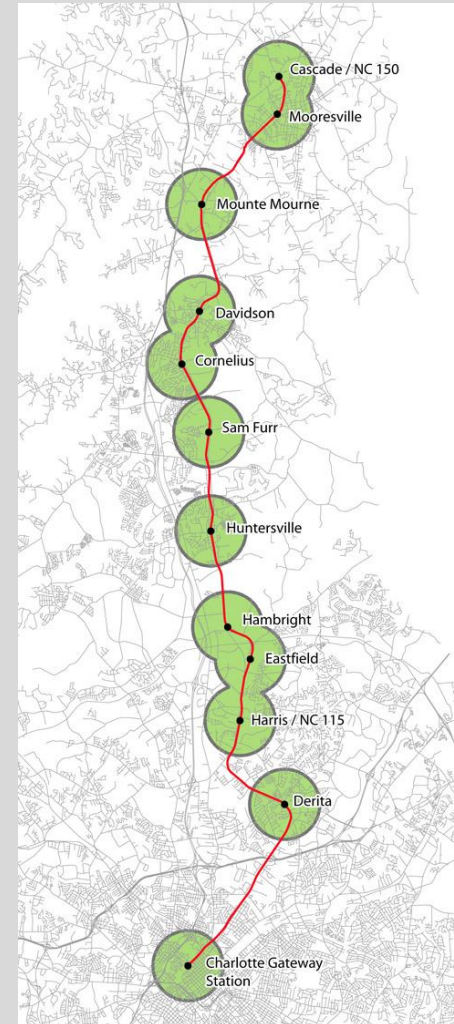 Cascade / NC 150
Mooresville
Mounte Mourne
Davidson
Cornelius
Sam Furr
Huntersville
Hambright
Eastfield
Harris / NC 115
Derita
Charlotte Gateway
Station